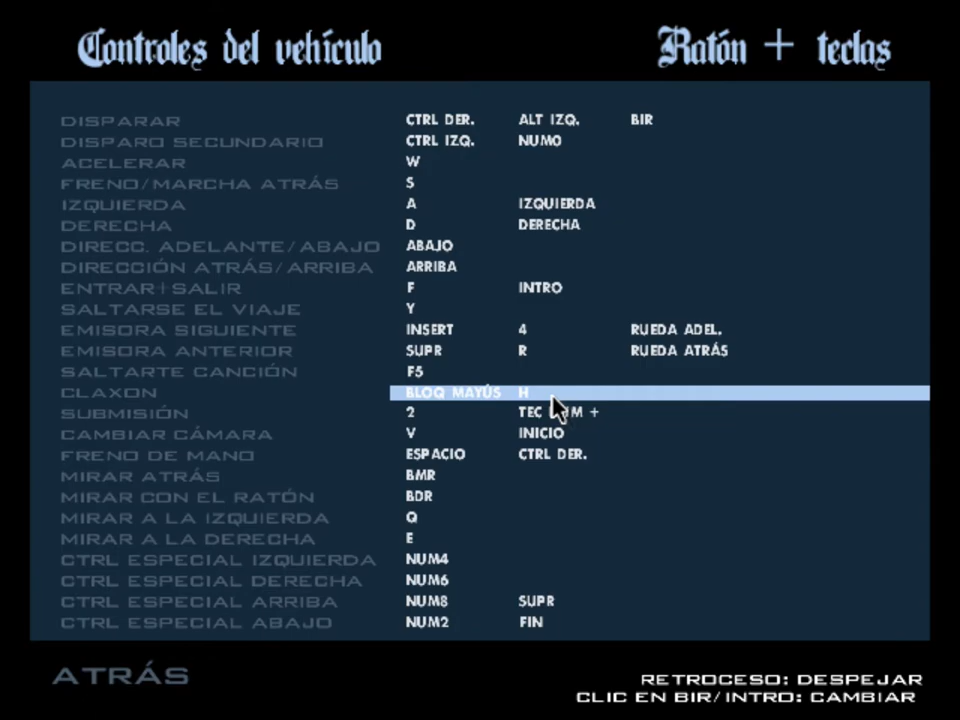 Controles del vehículo Ratón + teclas
DISPARAR CTRL DER. ALT IZQ. BIR
DISPARO SECUNDARIO CTRL IZQ. NUM0
ACELERAR W
FRENO/MARCHA ATRÁS S
IZQUIERDA A IZQUIERDA
DERECHA D DERECHA
DIRECC. ADELANTE/ABAJO ABAJO
DIRECCIÓN ATRÁS/ARRIBA ARRIBA
ENTRAR+SALIR F INTRO
SALTARSE EL VIAJE Y
EMISORA SIGUIENTE INSERT 4 RUEDA ADEL.
EMISORA ANTERIOR SUPR R RUEDA ATRÁS
SALTARTE CANCIÓN F5
CLAXON BLOQ MAYÚS H
SUBMISIÓN 2 TEC NUM +
CAMBIAR CÁMARA V INICIO
FRENO DE MANO ESPACIO CTRL DER.
MIRAR ATRÁS BMR
MIRAR CON EL RATÓN BDR
MIRAR A LA IZQUIERDA Q
MIRAR A LA DERECHA E
CTRL ESPECIAL IZQUIERDA NUM4
CTRL ESPECIAL DERECHA NUM6
CTRL ESPECIAL ARRIBA NUM8 SUPR
CTRL ESPECIAL ABAJO NUM2 FIN
ATRÁS RETROCESO: DESPEJAR
CLIC EN BIR/INTRO: CAMBIAR